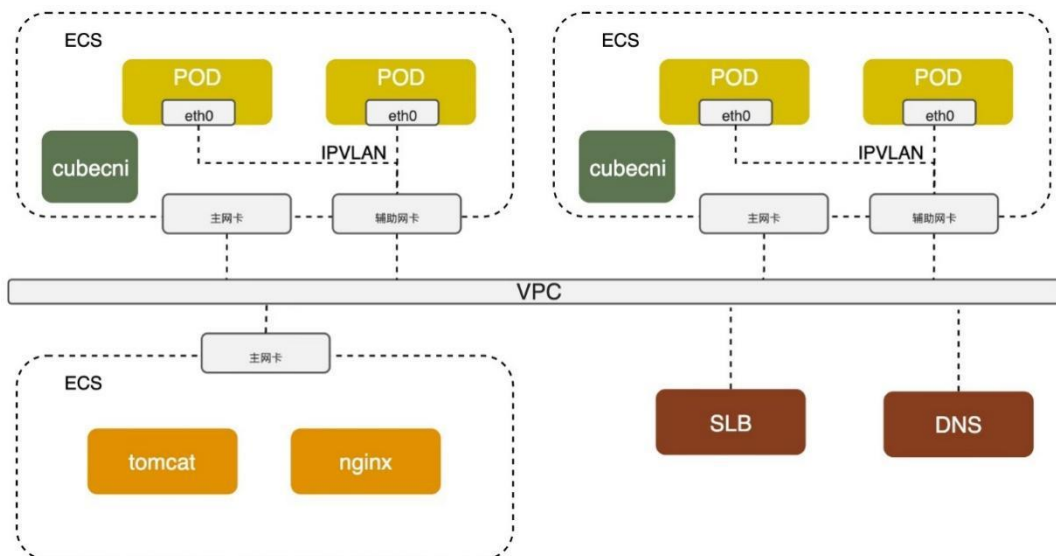 ECS
POD
POD
eth0
eth0
IPVLAN
cubecni
主网卡
辅助网卡
ECS
POD
POD
eth0
eth0
IPVLAN
cubecni
主网卡
辅助网卡
VPC
主网卡
ECS
tomcat
nginx
SLB
DNS